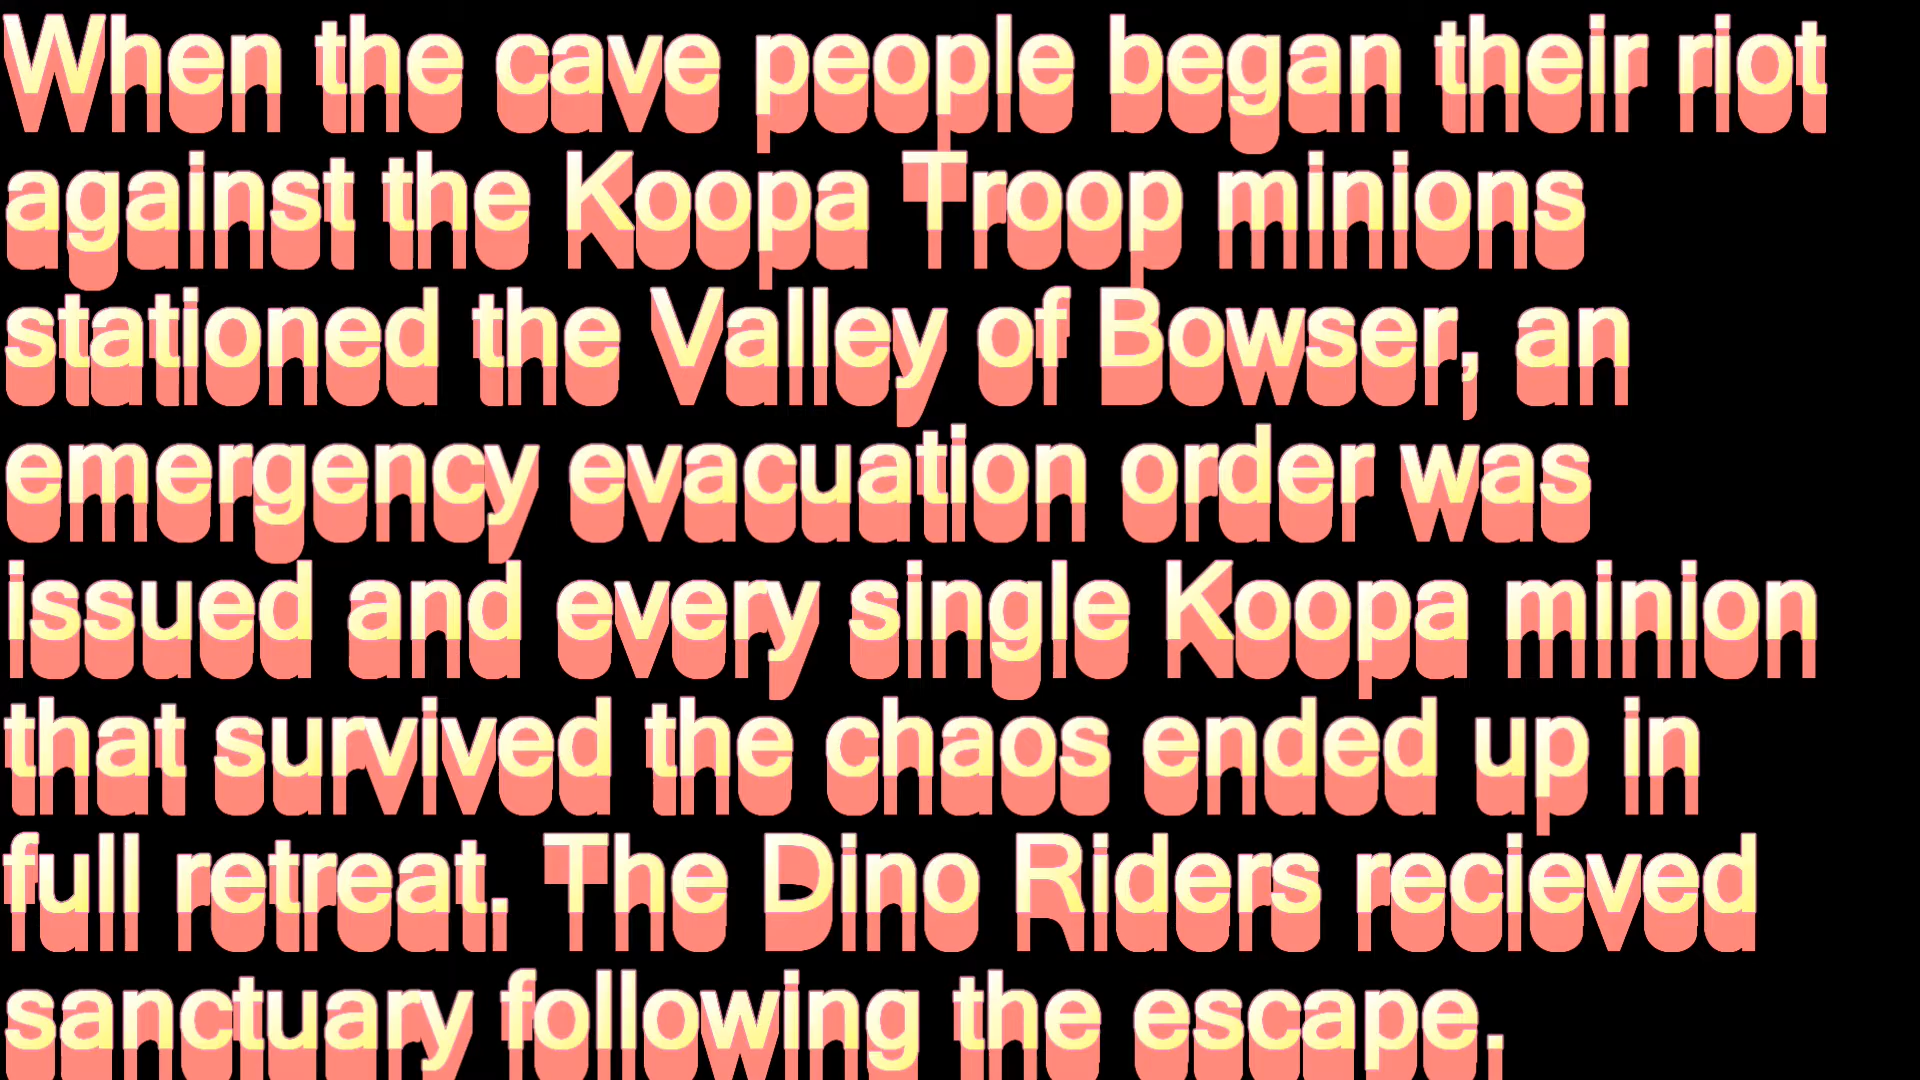 When the cave people began their riot
against the Koopa Troop minions
stationed the Valley of Bowser, an
emergency evacuation order was
issued and every single Koopa minion
that survived the chaos ended up in
full retreat. The Dino Riders recieved
sanctuary following the escape.